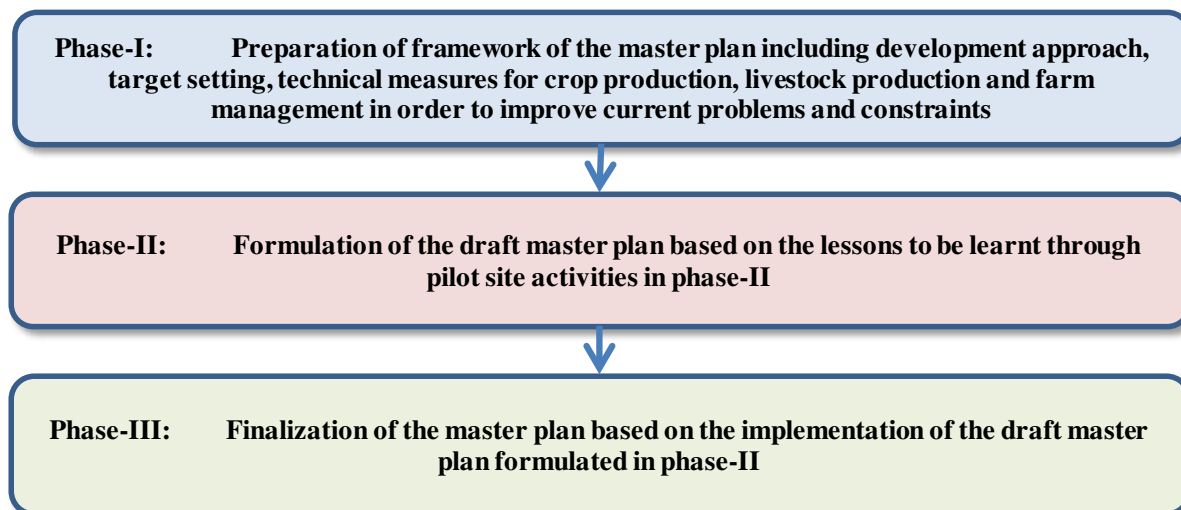 Phase-I: Preparation of framework of the master plan including development approach,
target setting, technical measures for crop production, livestock production and farm
management in order to improve current problems and constraints
Phase-II: Formulation of the draft master plan based on the lessons to be learnt through
pilot site activities in phase-II
Phase-III: Finalization of the master plan based on the implementation of the draft master
plan formulated in phase-II